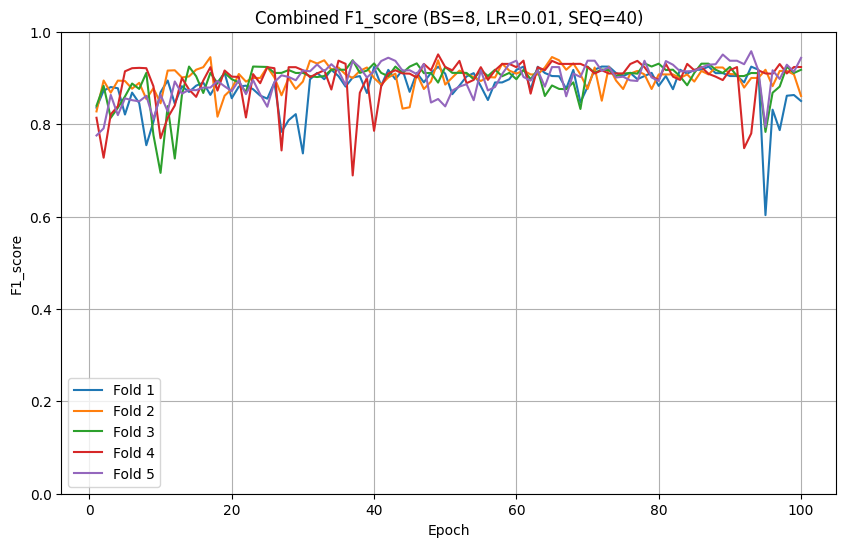 Combined F1_score (BS=8, LR=0.01, SEQ=40)
1.0
0.8
0.6
0.4
0.2
0.0
F1_score
Fold 1
Fold 2
Fold 3
Fold 4
Fold 5
0 20 40 60 80 100
Epoch